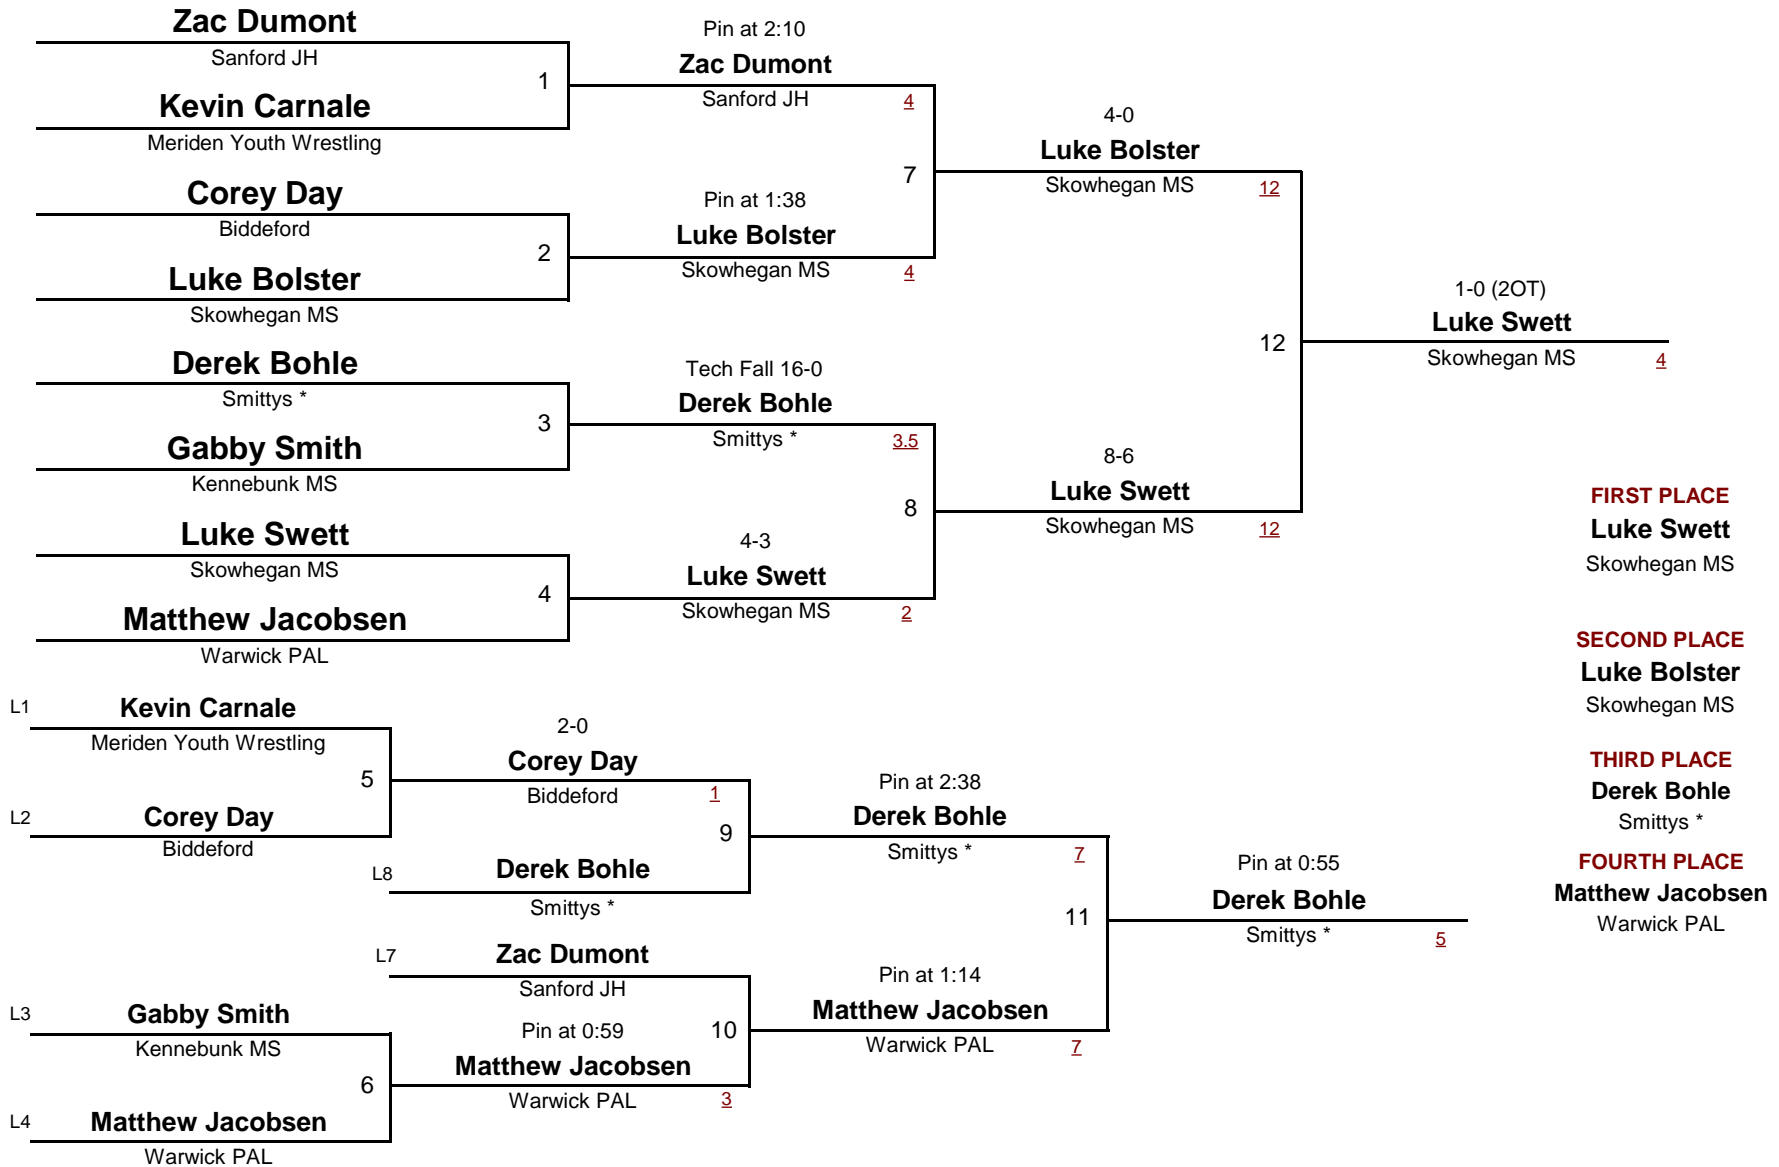 Zac Dumont
Sanford JH
1
Kevin Carnale
Meriden Youth Wrestling
Corey Day
Biddeford
2
Luke Bolster
Skowhegan MS
Derek Bohle
Smittys *
3
Gabby Smith
Kennebunk MS
Luke Swett
Skowhegan MS
4
Matthew Jacobsen
Warwick PAL
Pin at 2:10
Zac Dumont
Sanford JH
4
7
Pin at 1:38
Luke Bolster
Skowhegan MS
4
Tech Fall 16-0
Derek Bohle
Smittys *
3.5
8
4-3
Luke Swett
Skowhegan MS
2
4-0
Luke Bolster
Skowhegan MS
12
12
8-6
Luke Swett
Skowhegan MS
12
1-0 (2OT)
Luke Swett
Skowhegan MS
4
L1
Kevin Carnale
Meriden Youth Wrestling
5
L2
Corey Day
Biddeford
2-0
Corey Day
Biddeford
1
9
L8
Derek Bohle
Smittys *
L7
Zac Dumont
Sanford JH
10
L3
Gabby Smith
Kennebunk MS
6
L4
Matthew Jacobsen
Warwick PAL
Pin at 0:59
Matthew Jacobsen
Warwick PAL
3
Pin at 2:38
Derek Bohle
Smittys *
7
11
Pin at 1:14
Matthew Jacobsen
Warwick PAL
7
Pin at 0:55
Derek Bohle
Smittys *
5
FIRST PLACE
Luke Swett
Skowhegan MS
SECOND PLACE
Luke Bolster
Skowhegan MS
THIRD PLACE
Derek Bohle
Smittys *
FOURTH PLACE
Matthew Jacobsen
Warwick PAL